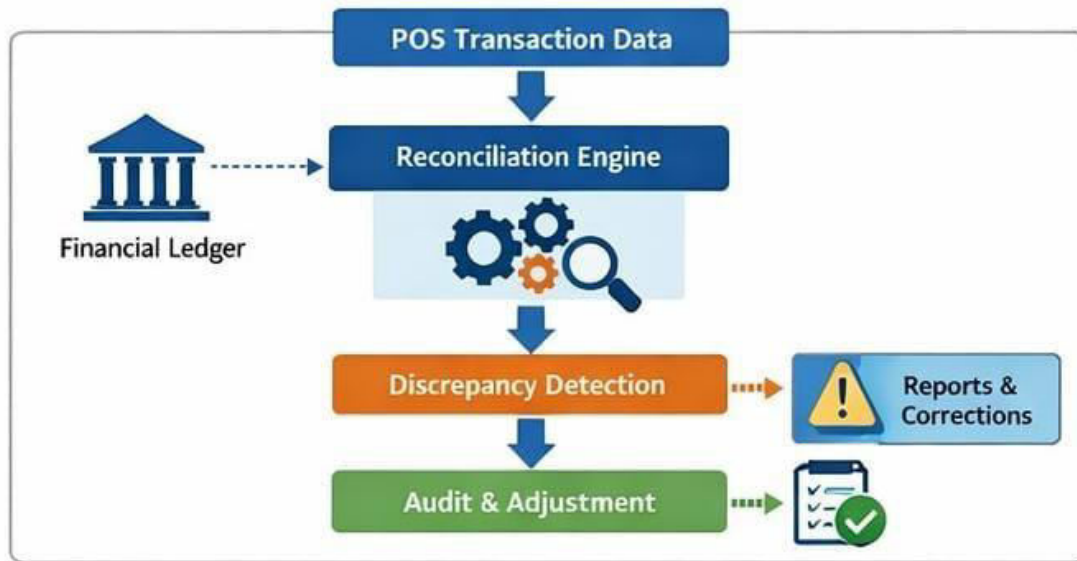 POS Transaction Data
Reconciliation Engine
Financial Ledger
Discrepancy Detection
Reports &
Corrections
Audit & Adjustment